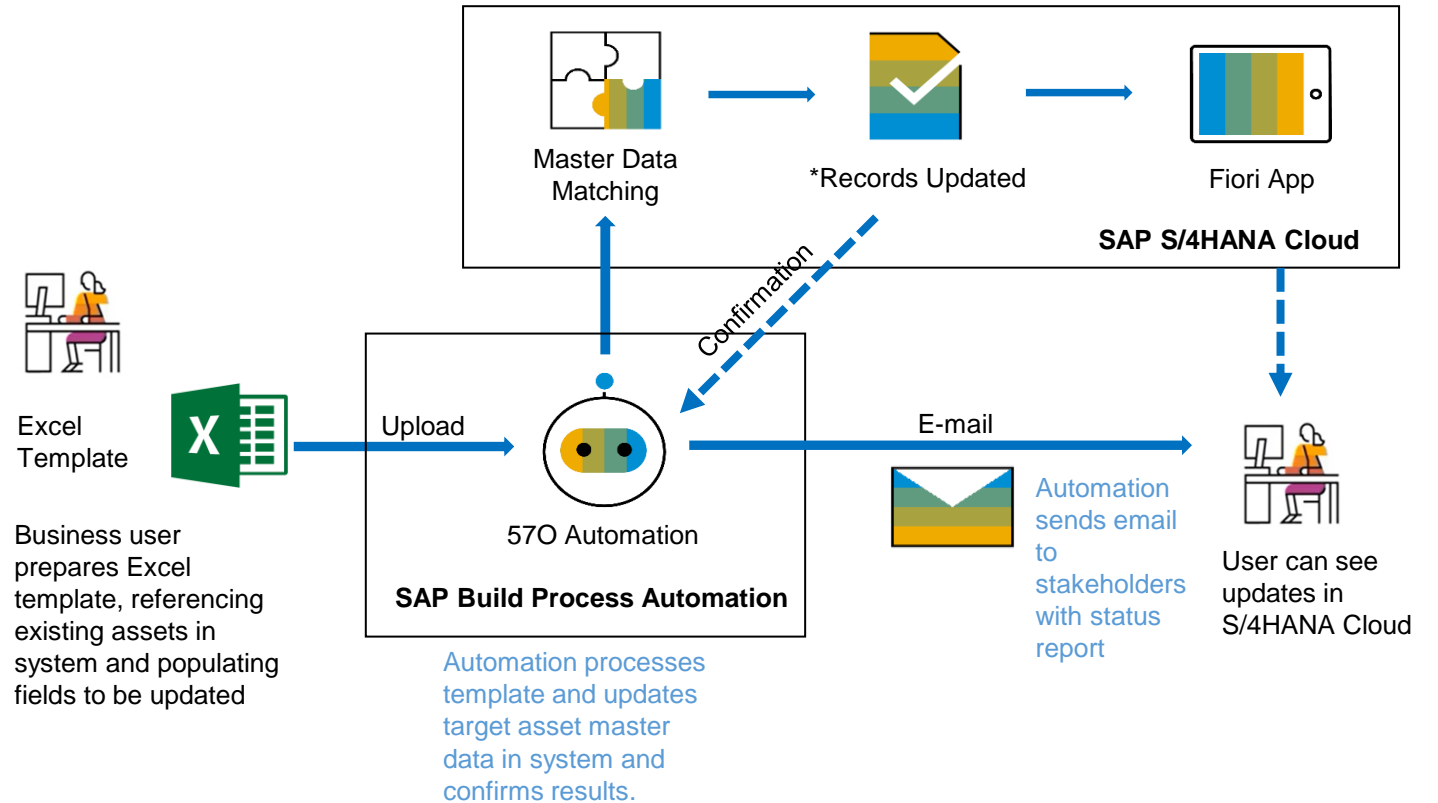 Master Data
Matching
*Records Updated
Fiori App
SAP S/4HANA Cloud
Confirmation
Excel
Template
X
Upload
E-mail
57O Automation
SAP Build Process Automation
Business user
prepares Excel
template, referencing
existing assets in
system and populating
fields to be updated
Automation processes
template and updates
target asset master
data in system and
confirms results.
Automation
sends email
to
stakeholders
with status
report
User can see
updates in
S/4HANA Cloud